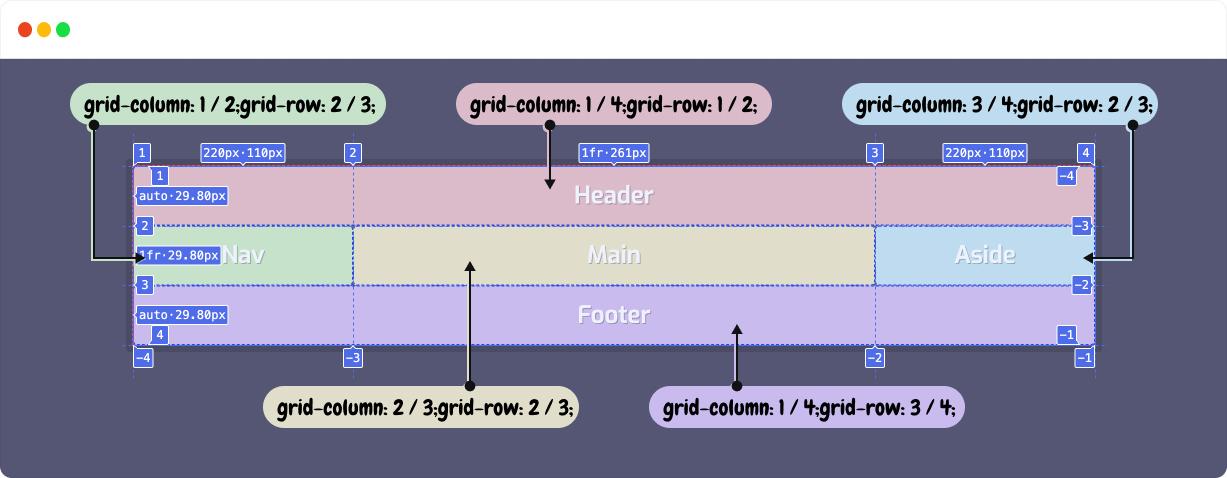 grid-column: 1 / 2;grid-row: 2 / 3;
grid-column: 1 / 4;grid-row: 1 / 2;
grid-column: 3 / 4;grid-row: 2 / 3;
1
220px·110px
2
1fr·261px
3
220px·110px
4
1
-4
auto·29.80px
Header
2
-3
1fr·29.80px
Nav
Main
Aside
3
-2
auto·29.80px
Footer
4
-1
-4
-3
-2
-1
grid-column: 2 / 3;grid-row: 2 / 3;
grid-column: 1 / 4;grid-row: 3 / 4;